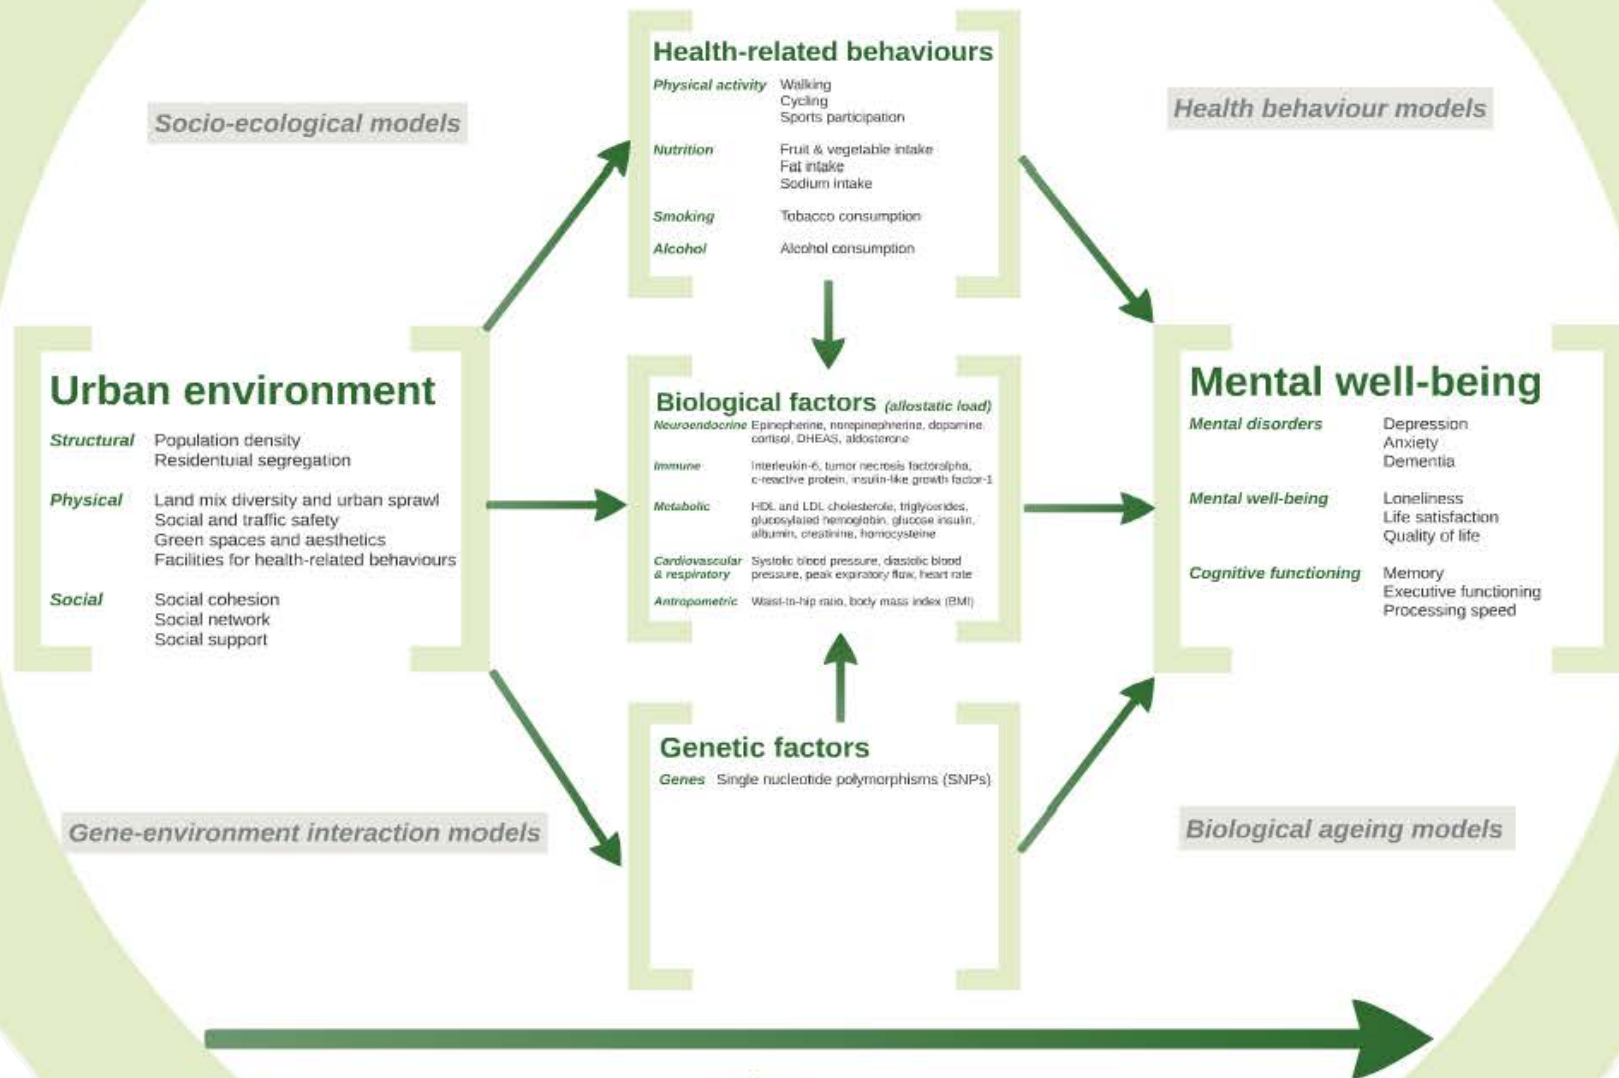 Socio-ecological models
Health behaviour models
Health-related behaviours
Physical activity Walking
Cycling
Sports participation
Nutrition Fruit & vegetable intake
Fat intake
Sodium intake
Smoking Tobacco consumption
Alcohol Alcohol consumption
Urban environment
Structural Population density
Residentuial segregation
Physical Land mix diversity and urban sprawl
Social and traffic safety
Green spaces and aesthetics
Facilities for health-related behaviours
Social Social cohesion
Social network
Social support
Biological factors (allostatic load)
Neuroendocrine Epinepherine, norepinephrerine, dopamine
cortisol, DHEAS, aldosterone
Immune Interleukin-6, tumor necrosis factoralpha,
c-reactive protein, insulin-like growth factor-1
Metabolic HDL and LDL cholesterole, triglycerides,
glucosylated hemoglobin, glucose insulin,
albumin, creatinine, homocysteine
Cardiovascular Systolic blood pressure, diastolic blood
& respiratory pressure, peak expiratory flow, heart rate
Antropometric Waist-to-hip ratio, body mass index (BMI)
Mental well-being
Mental disorders Depression
Anxiety
Dementia
Mental well-being Loneliness
Life satisfaction
Quality of life
Cognitive functioning Memory
Executive functioning
Processing speed
Genetic factors
Genes Single nucleotide polymorphisms (SNPs)
Gene-environment interaction models
Biological ageing models